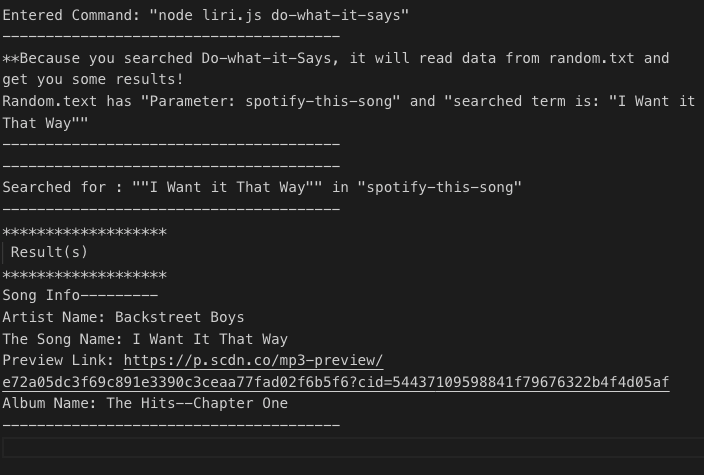 Entered Command: "node liri.js do-what-it-says"
---------------------------------------
**Because you searched Do-what-it-Says, it will read data from random.txt and
get you some results!
Random.text has "Parameter: spotify-this-song" and "searched term is: "I Want it
That Way""
---------------------------------------
---------------------------------------
Searched for : ""I Want it That Way"" in "spotify-this-song"
---------------------------------------
*******************
Result(s)
*******************
Song Info---------
Artist Name: Backstreet Boys
The Song Name: I Want It That Way
Preview Link: https://p.scdn.co/mp3-preview/
e72a05dc3f69c891e3390c3ceaa77fad02f6b5f6?cid=54437109598841f79676322b4f4d05af
Album Name: The Hits--Chapter One
---------------------------------------